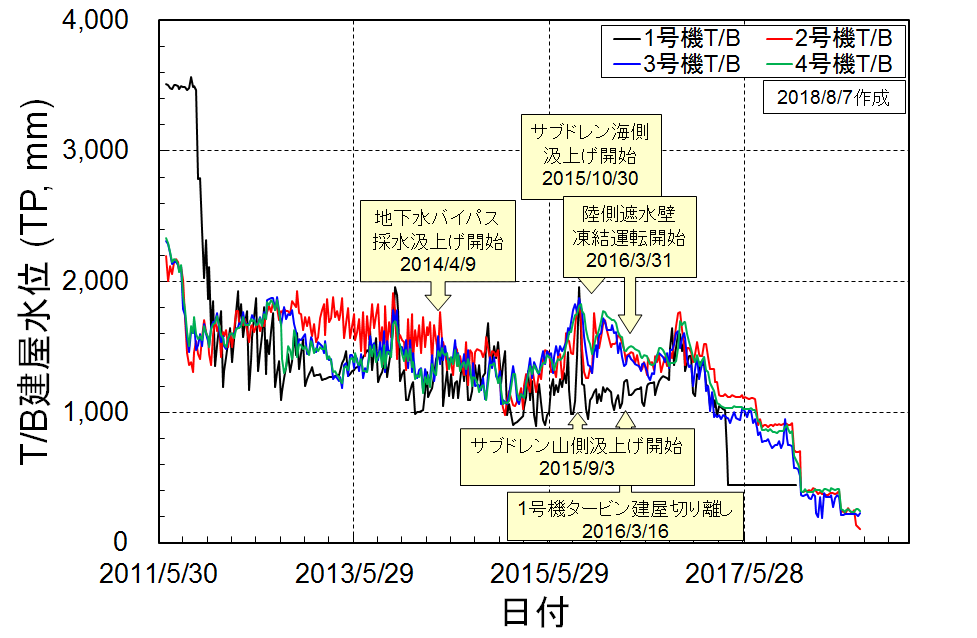 4,000
3,000
2,000
1,000
0
T/B建屋水位 (TP, mm)
1号機T/B
2号機T/B
3号機T/B
4号機T/B
2018/8/7作成
サブドレン海側
汲上げ開始
2015/10/30
地下水バイパス
採水汲上げ開始
2014/4/9
陸側遮水壁
凍結運転開始
2016/3/31
サブドレン山側汲上げ開始
2015/9/3
1号機タービン建屋切り離し
2016/3/16
2011/5/30
2013/5/29
2015/5/29
2017/5/28
日付